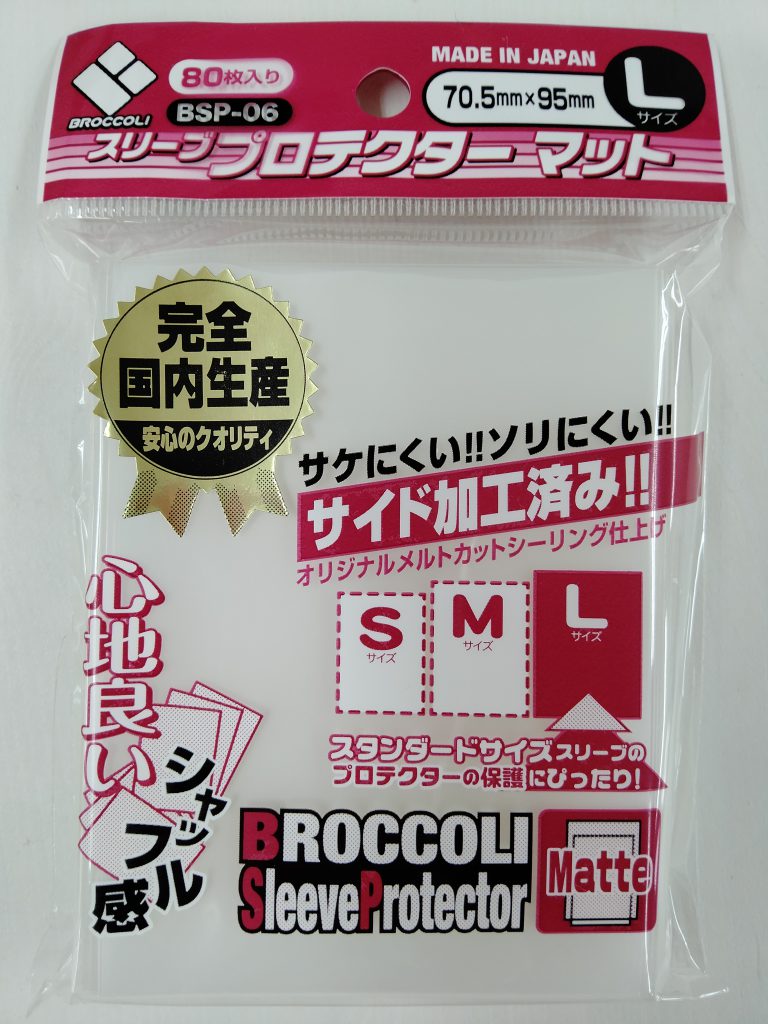 BROCCOLI
80枚入り
BSP-06
MADE IN JAPAN
70.5mm×95mm
L
サイズ
スリーブプロテクター マット
完全
国内生産
安心のクオリティ
サケにくい!!ソリにくい!!
サイド加工済み!!
オリジナルメルトカットシーリング仕上げ
S
サイズ
M
サイズ
L
サイズ
心地良い
シャッフル感
スタンダードサイズスリーブの
プロテクターの保護にぴったり!
BROCCOLI
SleeveProtector
Matte